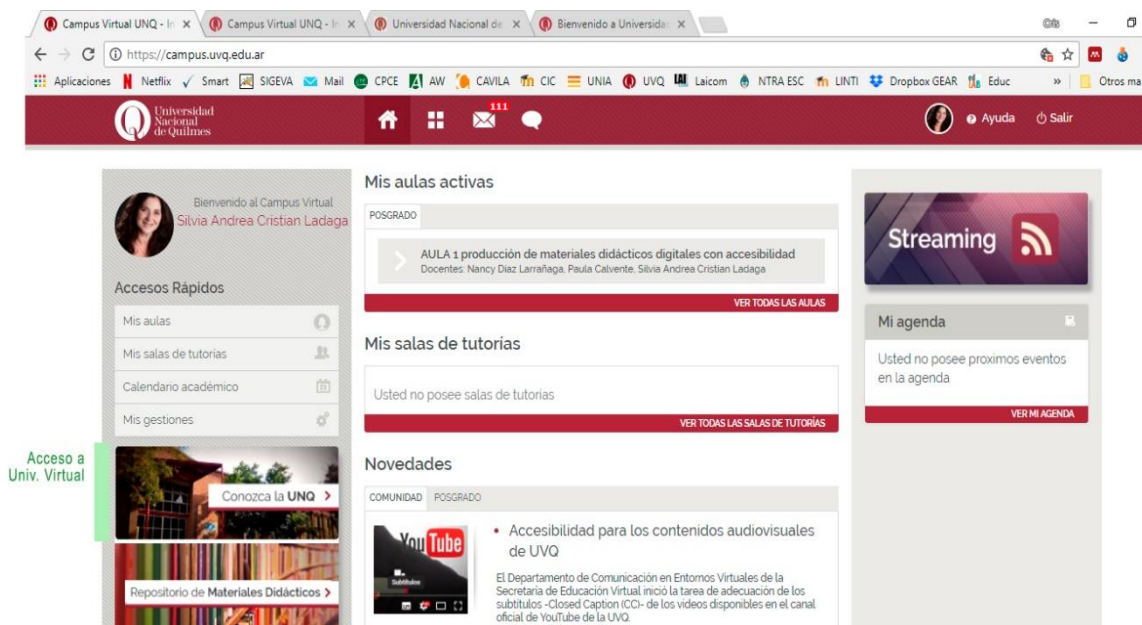 Campus Virtual UNQ - In
Campus Virtual UNQ - In
Universidad Nacional de
Bienvenido a Universida
https://campus.uvq.edu.ar
Aplicaciones Netflix Smart SIGEVA Mail CPCE AW CAVILA CIC UNIA UVQ Laicom NTRA ESC LINTI Dropbox GEAR Educ » Otros ma
Universidad
Nacional
de Quilmes
111
Ayuda
Salir
Bienvenido al Campus Virtual
Silvia Andrea Cristian Ladaga
Accesos Rápidos
Mis aulas
Mis salas de tutorias
Calendario académico
Mis gestiones
Acceso a
Univ. Virtual
Conozca la UNQ >
Repositorio de Materiales Didácticos >
Mis aulas activas
POSGRADO
AULA 1 producción de materiales didácticos digitales con accesibilidad
Docentes: Nancy Diaz Larrañaga, Paula Calvente, Silvia Andrea Cristian Ladaga
VER TODAS LAS AULAS
Mis salas de tutorías
Usted no posee salas de tutorias
VER TODAS LAS SALAS DE TUTORÍAS
Novedades
COMUNIDAD POSGRADO
YouTube
Subtítulos
• Accesibilidad para los contenidos audiovisuales
de UVQ
El Departamento de Comunicación en Entornos Virtuales de la
Secretaria de Educación Virtual inició la tarea de adecuación de los
subtítulos -Closed Caption (CC)- de los videos disponibles en el canal
oficial de YouTube de la UVQ.
Streaming
Mi agenda
Usted no posee proximos eventos
en la agenda
VER MI AGENDA